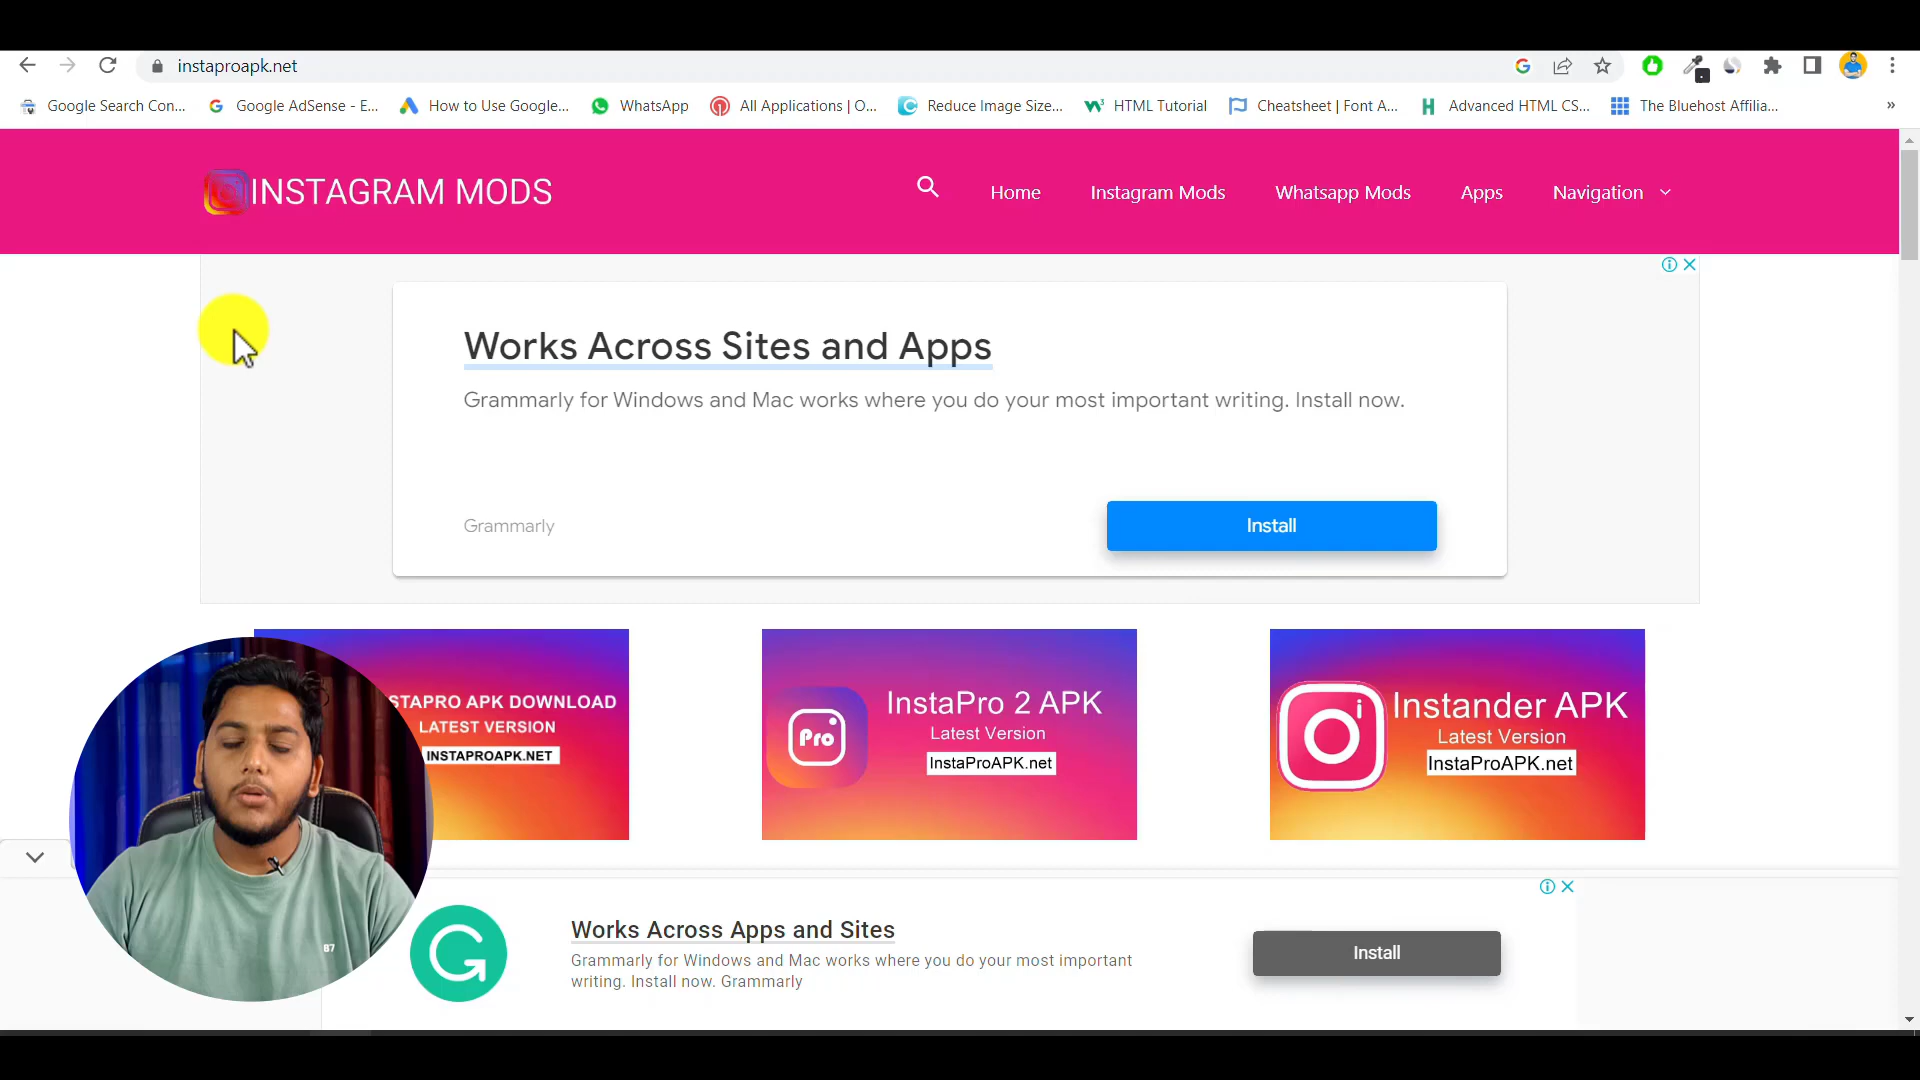 instaproapk.net
Google Search Con...
Google AdSense - E...
How to Use Google...
WhatsApp
All Applications | O...
Reduce Image Size...
HTML Tutorial
Cheatsheet | Font A...
Advanced HTML CS...
The Bluehost Affilia...
»
INSTAGRAM MODS
Home
Instagram Mods
Whatsapp Mods
Apps
Navigation
Works Across Sites and Apps
Grammarly for Windows and Mac works where you do your most important writing. Install now.
Grammarly
Install
STAPRO APK DOWNLOAD
LATEST VERSION
INSTAPROAPK.NET
Pro
InstaPro 2 APK
Latest Version
InstaProAPK.net
Instander APK
Latest Version
InstaProAPK.net
87
Works Across Apps and Sites
Grammarly for Windows and Mac works where you do your most important
writing. Install now. Grammarly
Install